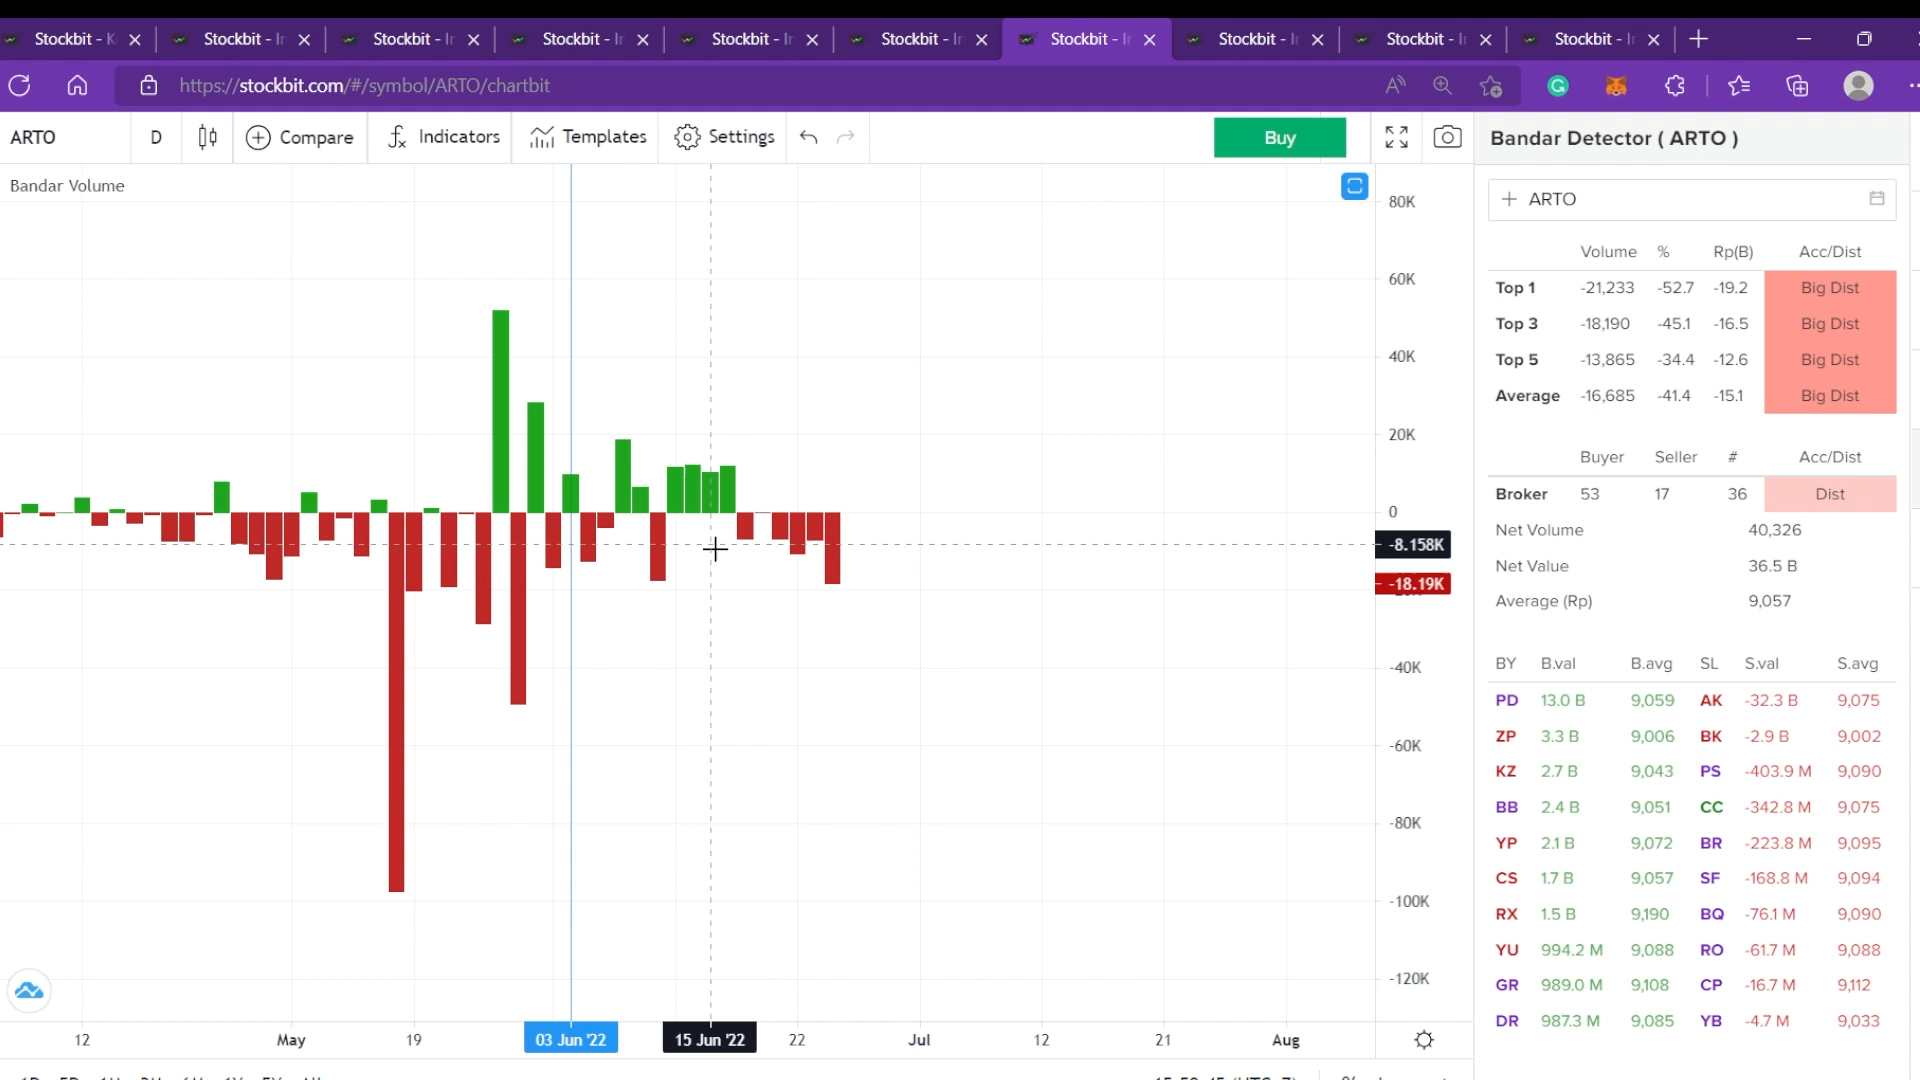 Stockbit - K Stockbit - Ir Stockbit - Ir Stockbit - Ir Stockbit - Ir Stockbit - Ir Stockbit - Ir Stockbit - Ir Stockbit - Ir Stockbit - Ir
https://stockbit.com/#/symbol/ARTO/chartbit
ARTO D Compare Indicators Templates Settings Buy
Bandar Volume
80K
60K
40K
20K
0
-8.158K
-18.19K
-40K
-60K
-80K
-100K
-120K
12 May 19 03 Jun '22 15 Jun '22 22 Jul 12 21 Aug
Bandar Detector ( ARTO )
ARTO
Volume % Rp(B) Acc/Dist
Top 1 -21,233 -52.7 -19.2 Big Dist
Top 3 -18,190 -45.1 -16.5 Big Dist
Top 5 -13,865 -34.4 -12.6 Big Dist
Average -16,685 -41.4 -15.1 Big Dist
Buyer Seller # Acc/Dist
Broker 53 17 36 Dist
Net Volume 40,326
Net Value 36.5 B
Average (Rp) 9,057
BY B.val B.avg SL S.val S.avg
PD 13.0 B 9,059 AK -32.3 B 9,075
ZP 3.3 B 9,006 BK -2.9 B 9,002
KZ 2.7 B 9,043 PS -403.9 M 9,090
BB 2.4 B 9,051 CC -342.8 M 9,075
YP 2.1 B 9,072 BR -223.8 M 9,095
CS 1.7 B 9,057 SF -168.8 M 9,094
RX 1.5 B 9,190 BQ -76.1 M 9,090
YU 994.2 M 9,088 RO -61.7 M 9,088
GR 989.0 M 9,108 CP -16.7 M 9,112
DR 987.3 M 9,085 YB -4.7 M 9,033